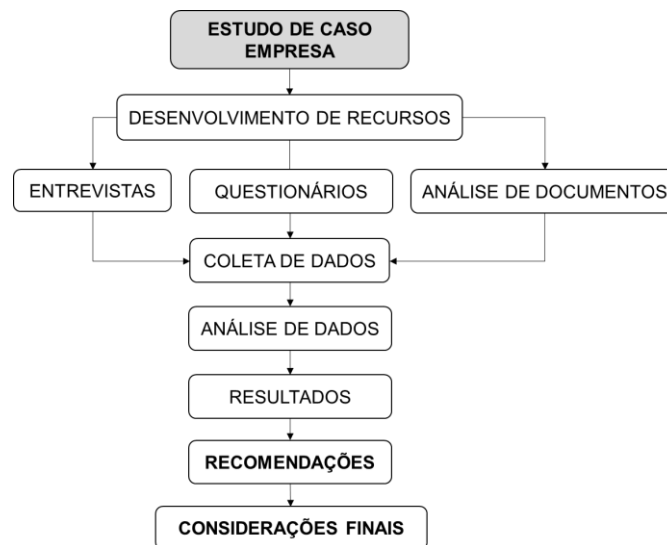 ESTUDO DE CASO
EMPRESA
DESENVOLVIMENTO DE RECURSOS
ENTREVISTAS
QUESTIONÁRIOS
ANÁLISE DE DOCUMENTOS
COLETA DE DADOS
ANÁLISE DE DADOS
RESULTADOS
RECOMENDAÇÕES
CONSIDERAÇÕES FINAIS